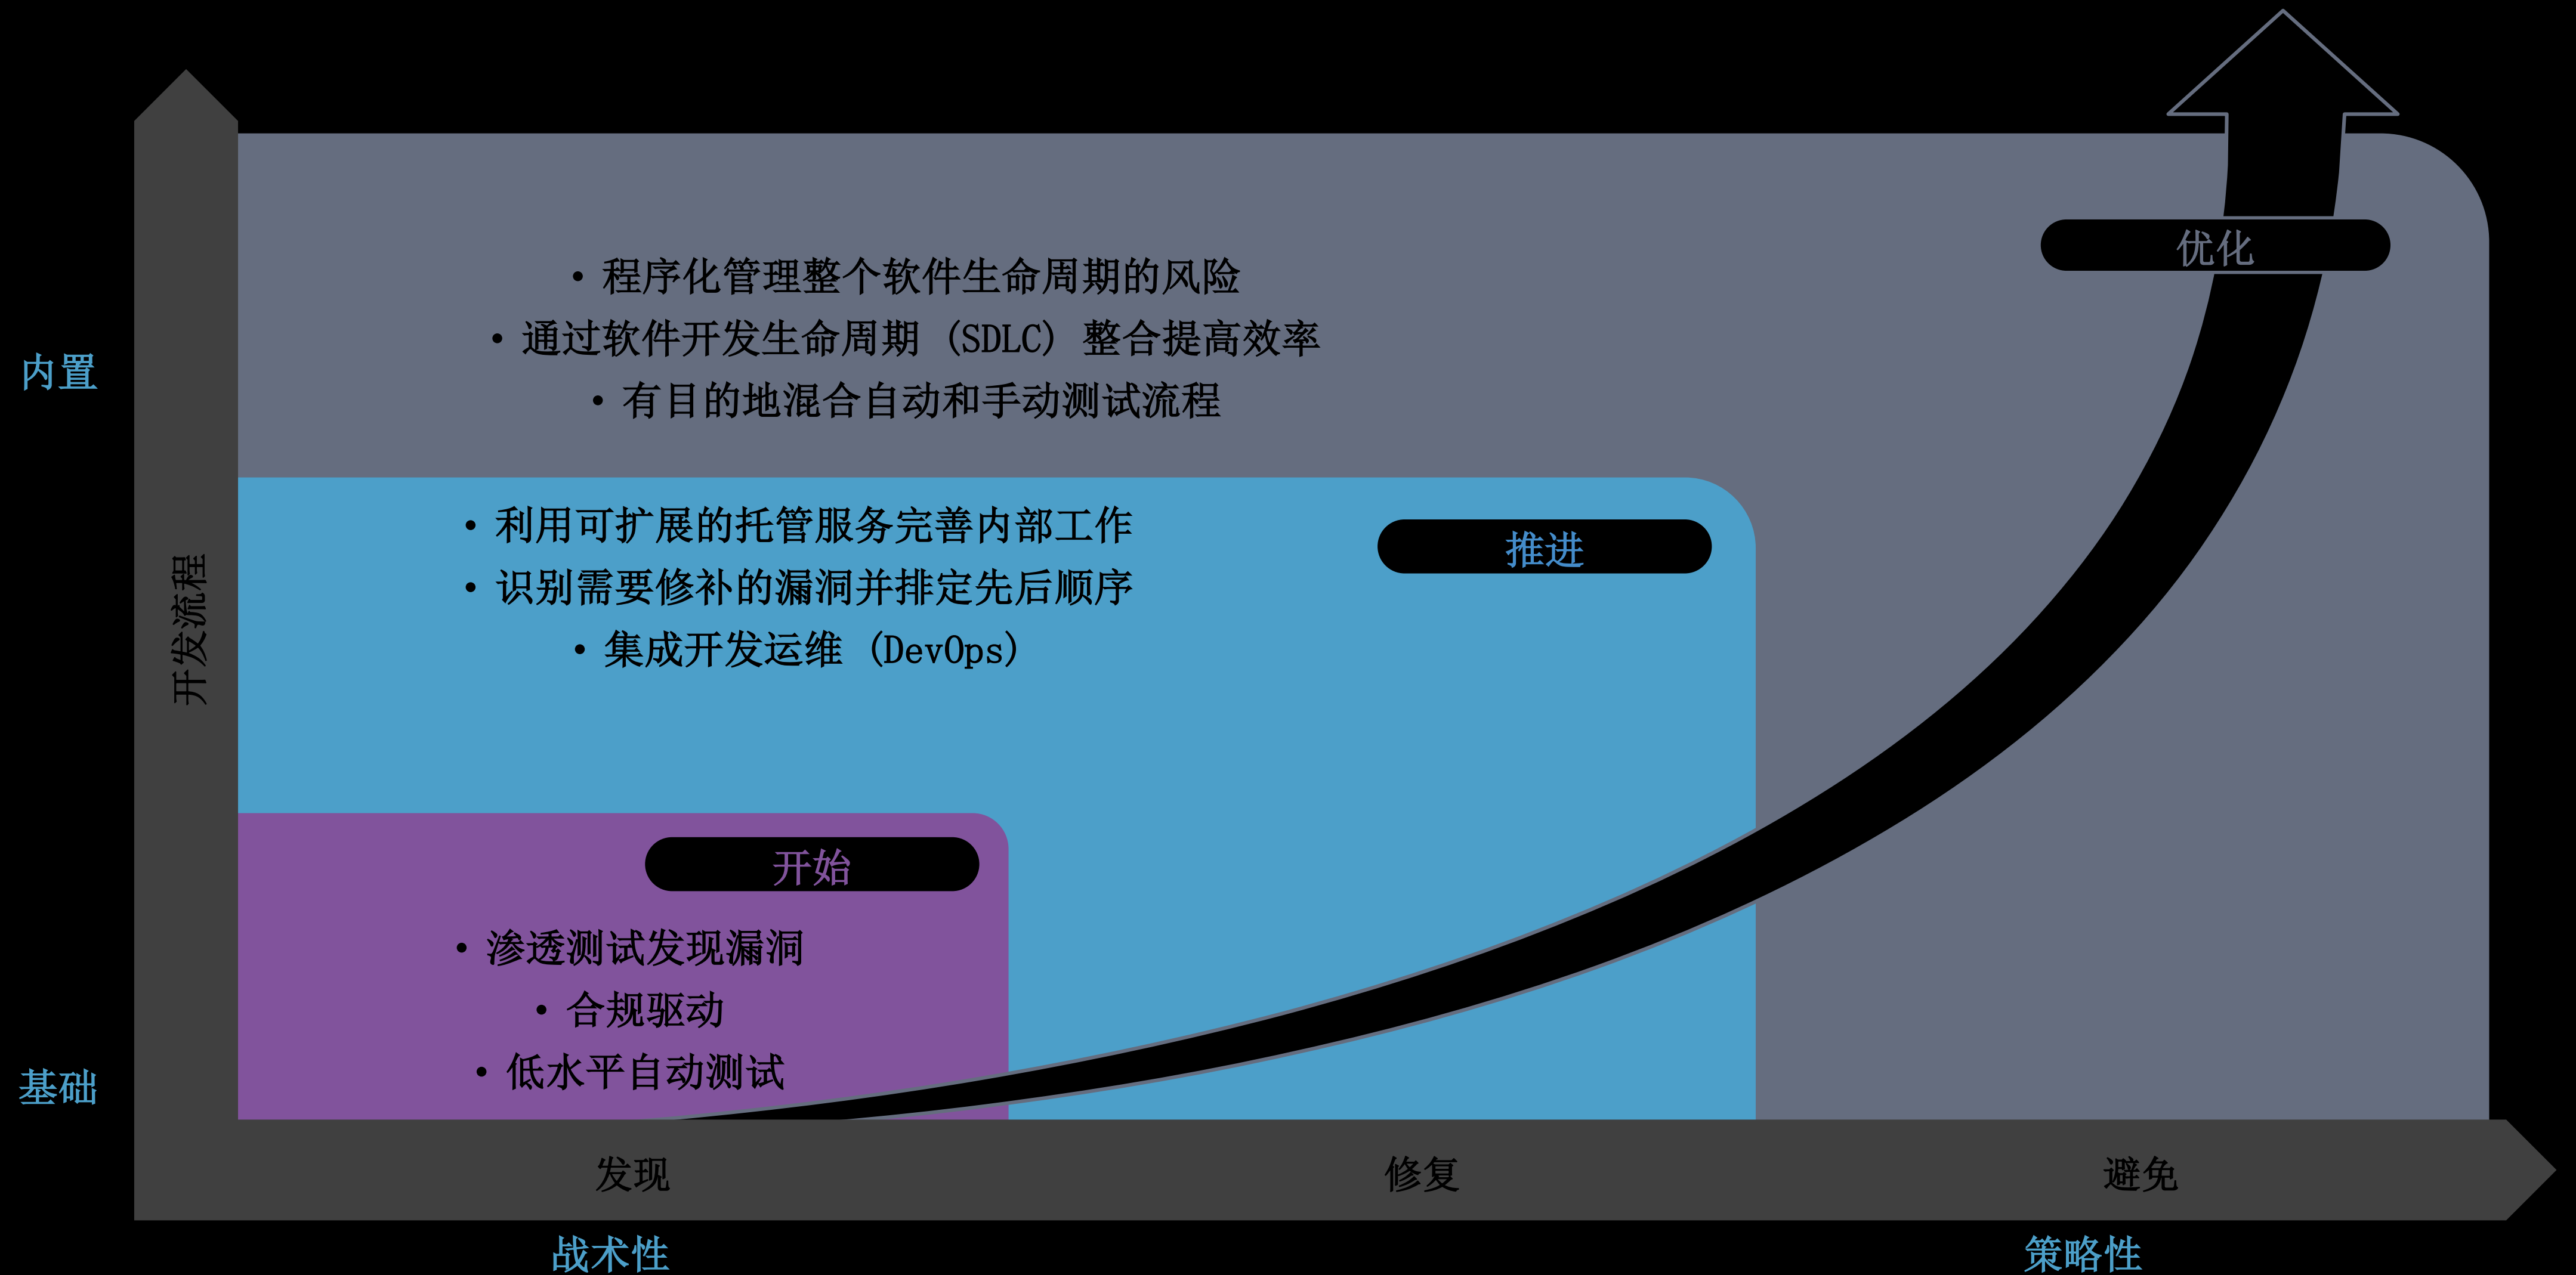 优化
• 程序化管理整个软件生命周期的风险
• 通过软件开发生命周期 (SDLC) 整合提高效率
• 有目的地混合自动和手动测试流程
内置
• 利用可扩展的托管服务完善内部工作
推进
• 识别需要修补的漏洞并排定先后顺序
• 集成开发运维 (DevOps)
开发流程
开始
• 渗透测试发现漏洞
• 合规驱动
• 低水平自动测试
基础
发现
修复
避免
战术性
策略性